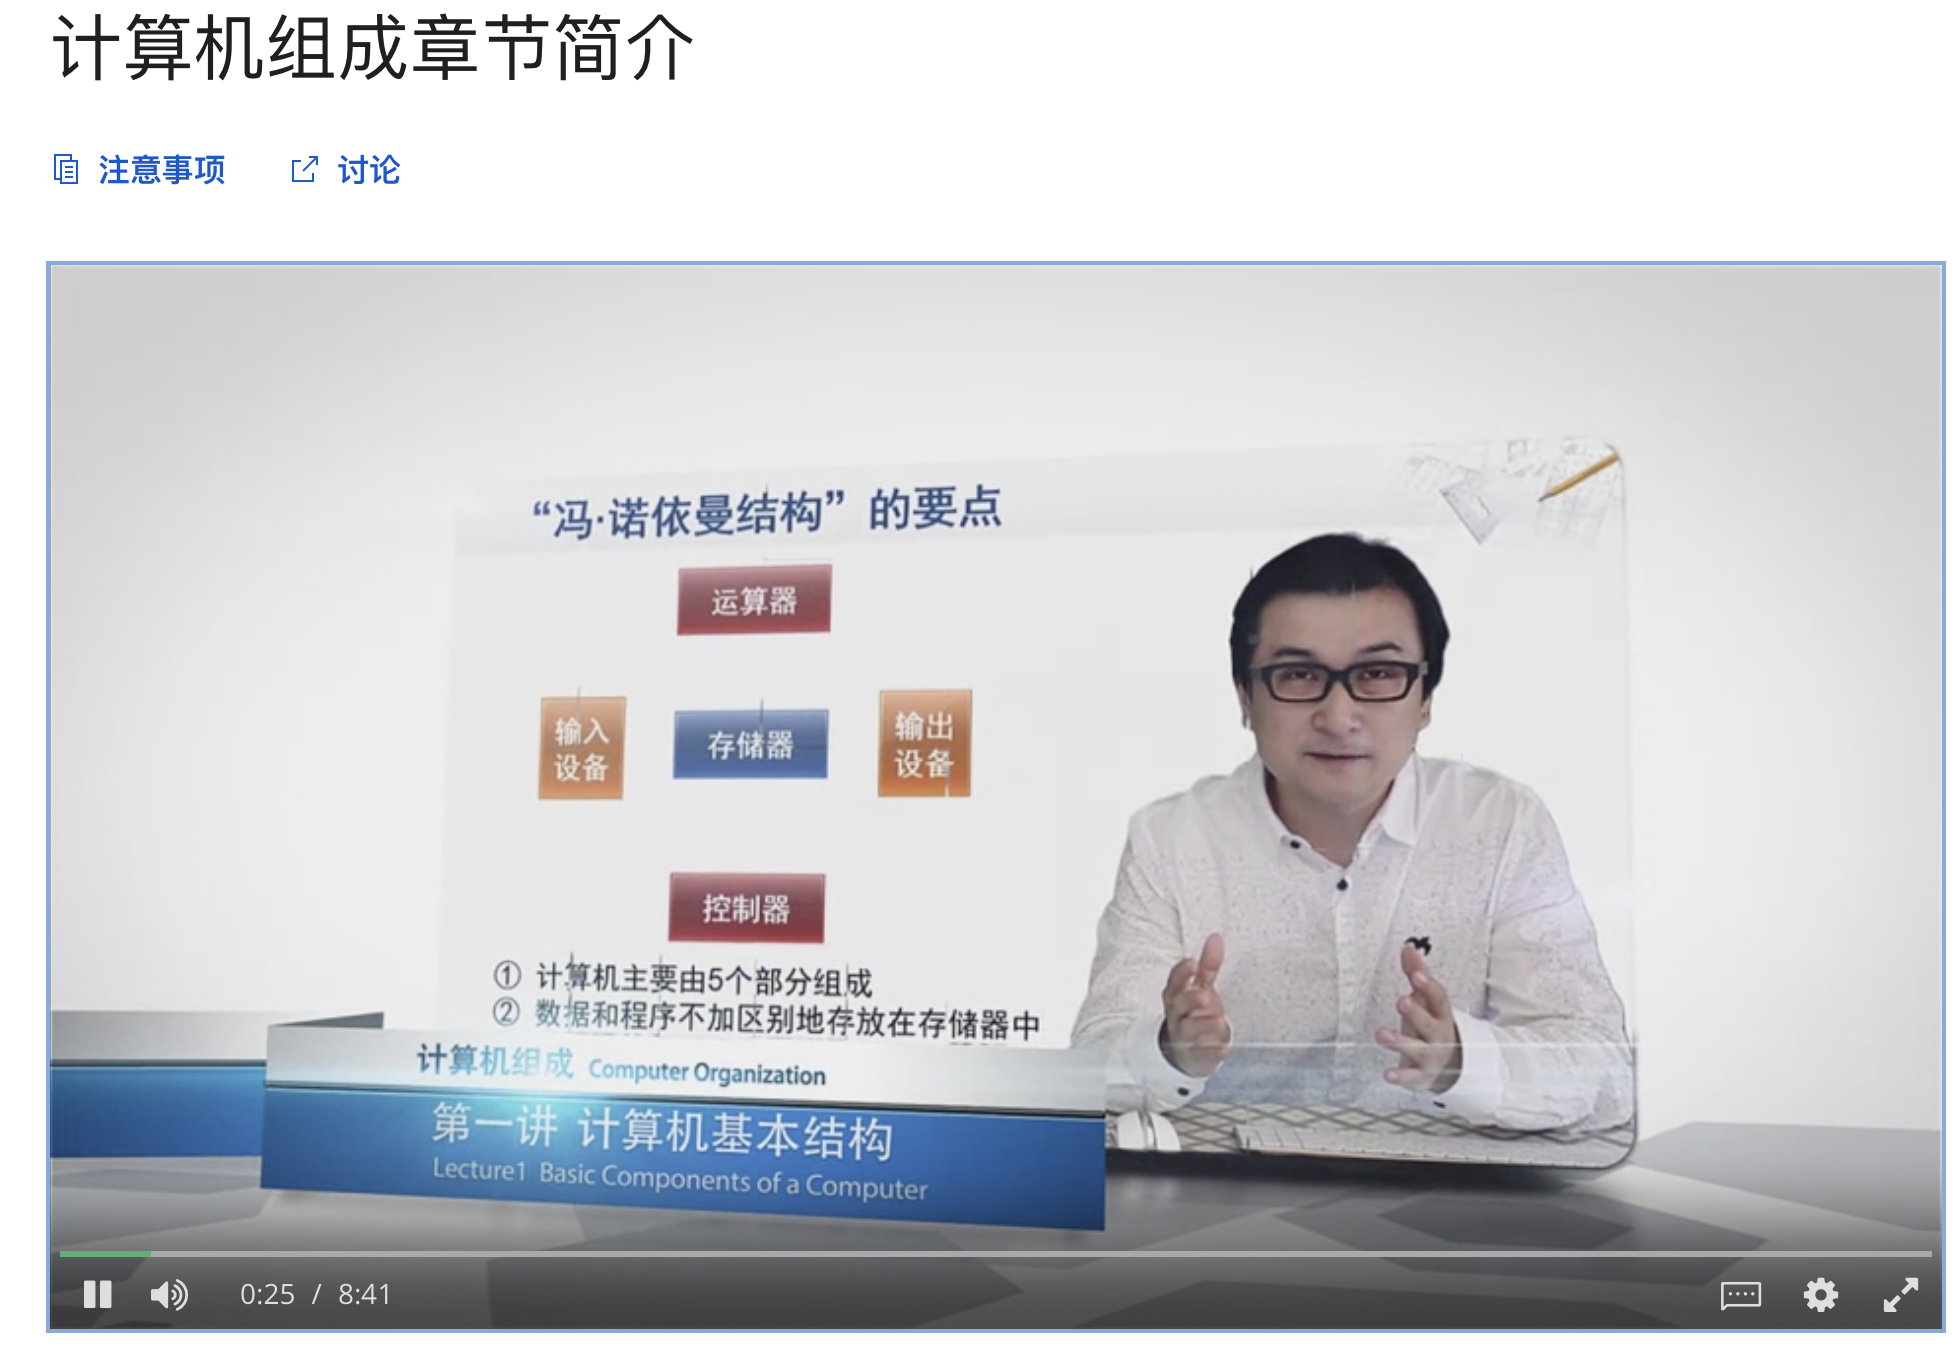 计算机组成章节简介
注意事项 讨论
“冯·诺依曼结构”的要点
运算器
输入设备
存储器
输出设备
控制器
① 计算机主要由5个部分组成
② 数据和程序不加区别地存放在存储器中
计算机组成 Computer Organization
第一讲 计算机基本结构
Lecture1 Basic Components of a Computer
0:25 / 8:41